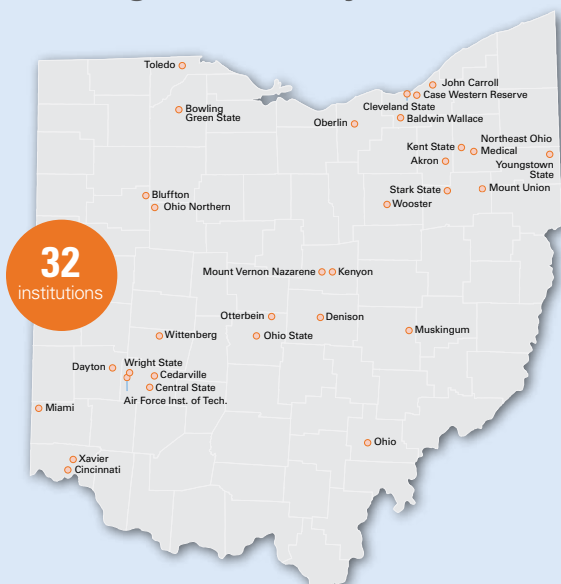 Toledo
John Carroll
Case Western Reserve
Cleveland State
Bowling
Green State
Baldwin Wallace
Oberlin
Northeast Ohio
Medical
Kent State
Akron
Youngstown
State
Stark State
Mount Union
Bluffton
Ohio Northern
Wooster
32
institutions
Mount Vernon Nazarene
Kenyon
Otterbein
Denison
Wittenberg
Ohio State
Muskingum
Dayton
Wright State
Cedarville
Central State
Air Force Inst. of Tech.
Miami
Ohio
Xavier
Cincinnati